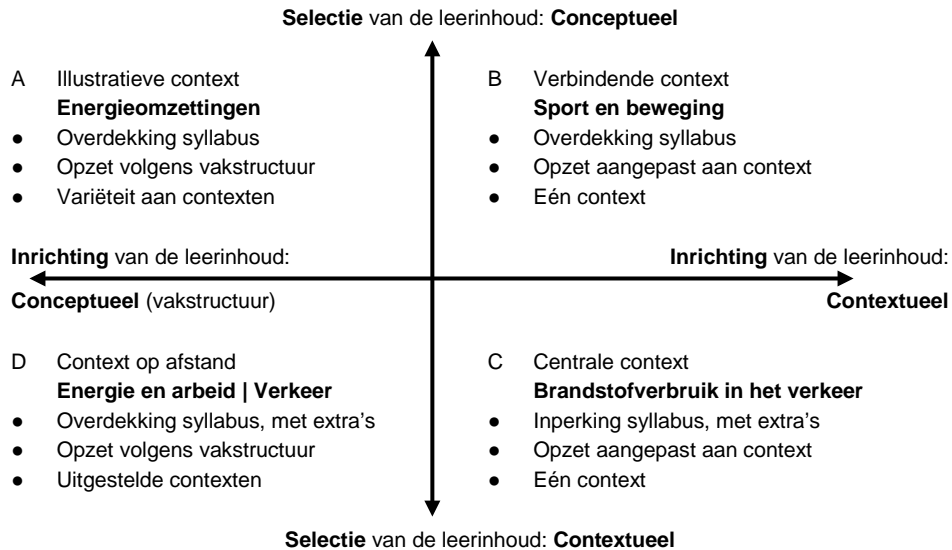 Selectie van de leerinhoud: Conceptueel
A Illustratieve context
Energieomzettingen
● Overdekking syllabus
● Opzet volgens vakstructuur
● Variëteit aan contexten
B Verbindende context
Sport en beweging
● Overdekking syllabus
● Opzet aangepast aan context
● Eén context
Inrichting van de leerinhoud:
Conceptueel (vakstructuur)
Inrichting van de leerinhoud:
Contextueel
D Context op afstand
Energie en arbeid | Verkeer
● Overdekking syllabus, met extra's
● Opzet volgens vakstructuur
● Uitgestelde contexten
C Centrale context
Brandstofverbruik in het verkeer
● Inperking syllabus, met extra's
● Opzet aangepast aan context
● Eén context
Selectie van de leerinhoud: Contextueel